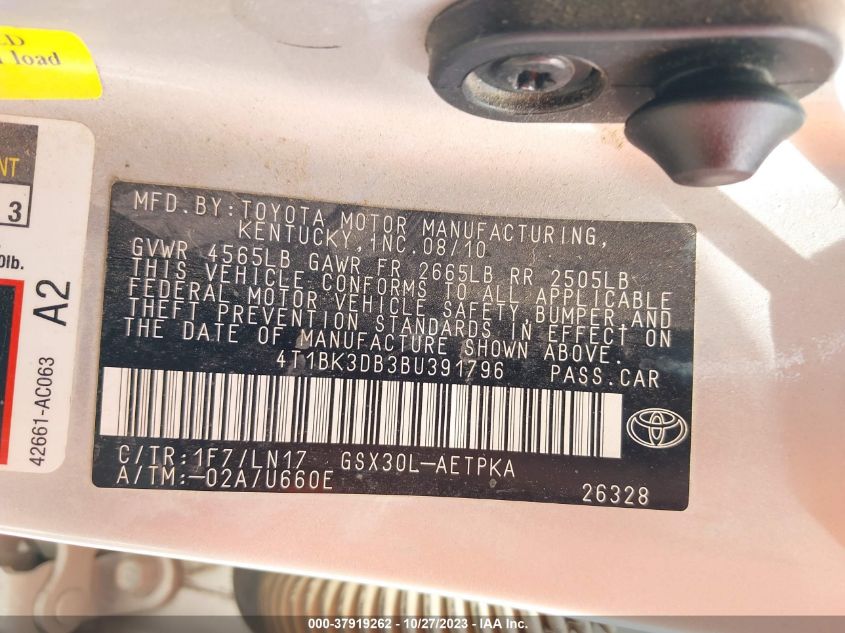 LD
load
NT
3
0lb.
A2
42661-AC063
MFD.BY:TOYOTA MOTOR MANUFACTURING,
KENTUCKY,INC.08/10
GVWR 4565LB GAWR FR 2665LB RR 2505LB
THIS VEHICLE CONFORMS TO ALL APPLICABLE
FEDERAL MOTOR VEHICLE SAFETY,BUMPER AND
THEFT PREVENTION STANDARDS IN EFFECT ON
THE DATE OF MANUFACTURE SHOWN ABOVE.
4T1BK3DB3BU391796 PASS.CAR
C/TR:1F7/LN17 GSX30L-AETPKA
A/TM:-02A/U660E 26328
000-37919262 - 10/27/2023 - IAA Inc.